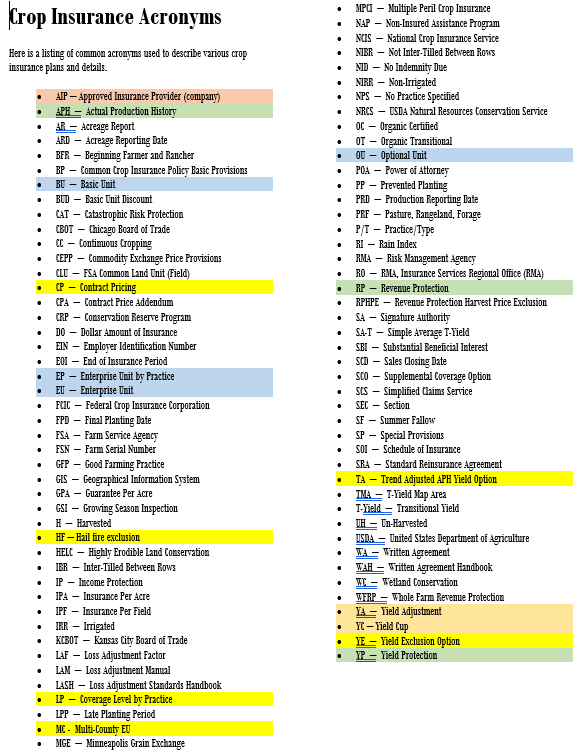 Crop Insurance Acronyms
Here is a listing of common acronyms used to describe various crop
insurance plans and details.
• AIP – Approved Insurance Provider (company)
• APH – Actual Production History
• AR – Acreage Report
• ARD – Acreage Reporting Date
• BFR – Beginning Farmer and Rancher
• BP – Common Crop Insurance Policy Basic Provisions
• BU – Basic Unit
• BUD – Basic Unit Discount
• CAT – Catastrophic Risk Protection
• CBOT – Chicago Board of Trade
• CC – Continuous Cropping
• CEPP – Commodity Exchange Price Provisions
• CLU – FSA Common Land Unit (Field)
• CP – Contract Pricing
• CPA – Contract Price Addendum
• CRP – Conservation Reserve Program
• DO – Dollar Amount of Insurance
• EIN – Employer Identification Number
• EOI – End of Insurance Period
• EP – Enterprise Unit by Practice
• EU – Enterprise Unit
• FCIC – Federal Crop Insurance Corporation
• FPD – Final Planting Date
• FSA – Farm Service Agency
• FSN – Farm Serial Number
• GFP – Good Farming Practice
• GIS – Geographical Information System
• GPA – Guarantee Per Acre
• GSI – Growing Season Inspection
• H – Harvested
• HF – Hail fire exclusion
• HELC – Highly Erodible Land Conservation
• IBR – Inter-Tilled Between Rows
• IP – Income Protection
• IPA – Insurance Per Acre
• IPF – Insurance Per Field
• IRR – Irrigated
• KCBOT – Kansas City Board of Trade
• LAF – Loss Adjustment Factor
• LAM – Loss Adjustment Manual
• LASH – Loss Adjustment Standards Handbook
• LP – Coverage Level by Practice
• LPP – Late Planting Period
• MC - Multi-County EU
• MGE – Minneapolis Grain Exchange
• MPCI – Multiple Peril Crop Insurance
• NAP – Non-Insured Assistance Program
• NCIS – National Crop Insurance Service
• NIBR – Not Inter-Tilled Between Rows
• NID – No Indemnity Due
• NIRR – Non-Irrigated
• NPS – No Practice Specified
• NRCS – USDA Natural Resources Conservation Service
• OC – Organic Certified
• OT – Organic Transitional
• OU – Optional Unit
• POA – Power of Attorney
• PP – Prevented Planting
• PRD – Production Reporting Date
• PRF – Pasture, Rangeland, Forage
• P/T – Practice/Type
• RI – Rain Index
• RMA – Risk Management Agency
• RO – RMA, Insurance Services Regional Office (RMA)
• RP – Revenue Protection
• RPHPE – Revenue Protection Harvest Price Exclusion
• SA – Signature Authority
• SA-T – Simple Average T-Yield
• SBI – Substantial Beneficial Interest
• SCD – Sales Closing Date
• SCO – Supplemental Coverage Option
• SCS – Simplified Claims Service
• SEC – Section
• SF – Summer Fallow
• SP – Special Provisions
• SOI – Schedule of Insurance
• SRA – Standard Reinsurance Agreement
• TA – Trend Adjusted APH Yield Option
• TMA – T-Yield Map Area
• T-Yield – Transitional Yield
• UH – Un-Harvested
• USDA – United States Department of Agriculture
• WA – Written Agreement
• WAH – Written Agreement Handbook
• WC – Wetland Conservation
• WFRP – Whole Farm Revenue Protection
• YA – Yield Adjustment
• YC – Yield Cup
• YE – Yield Exclusion Option
• YP – Yield Protection